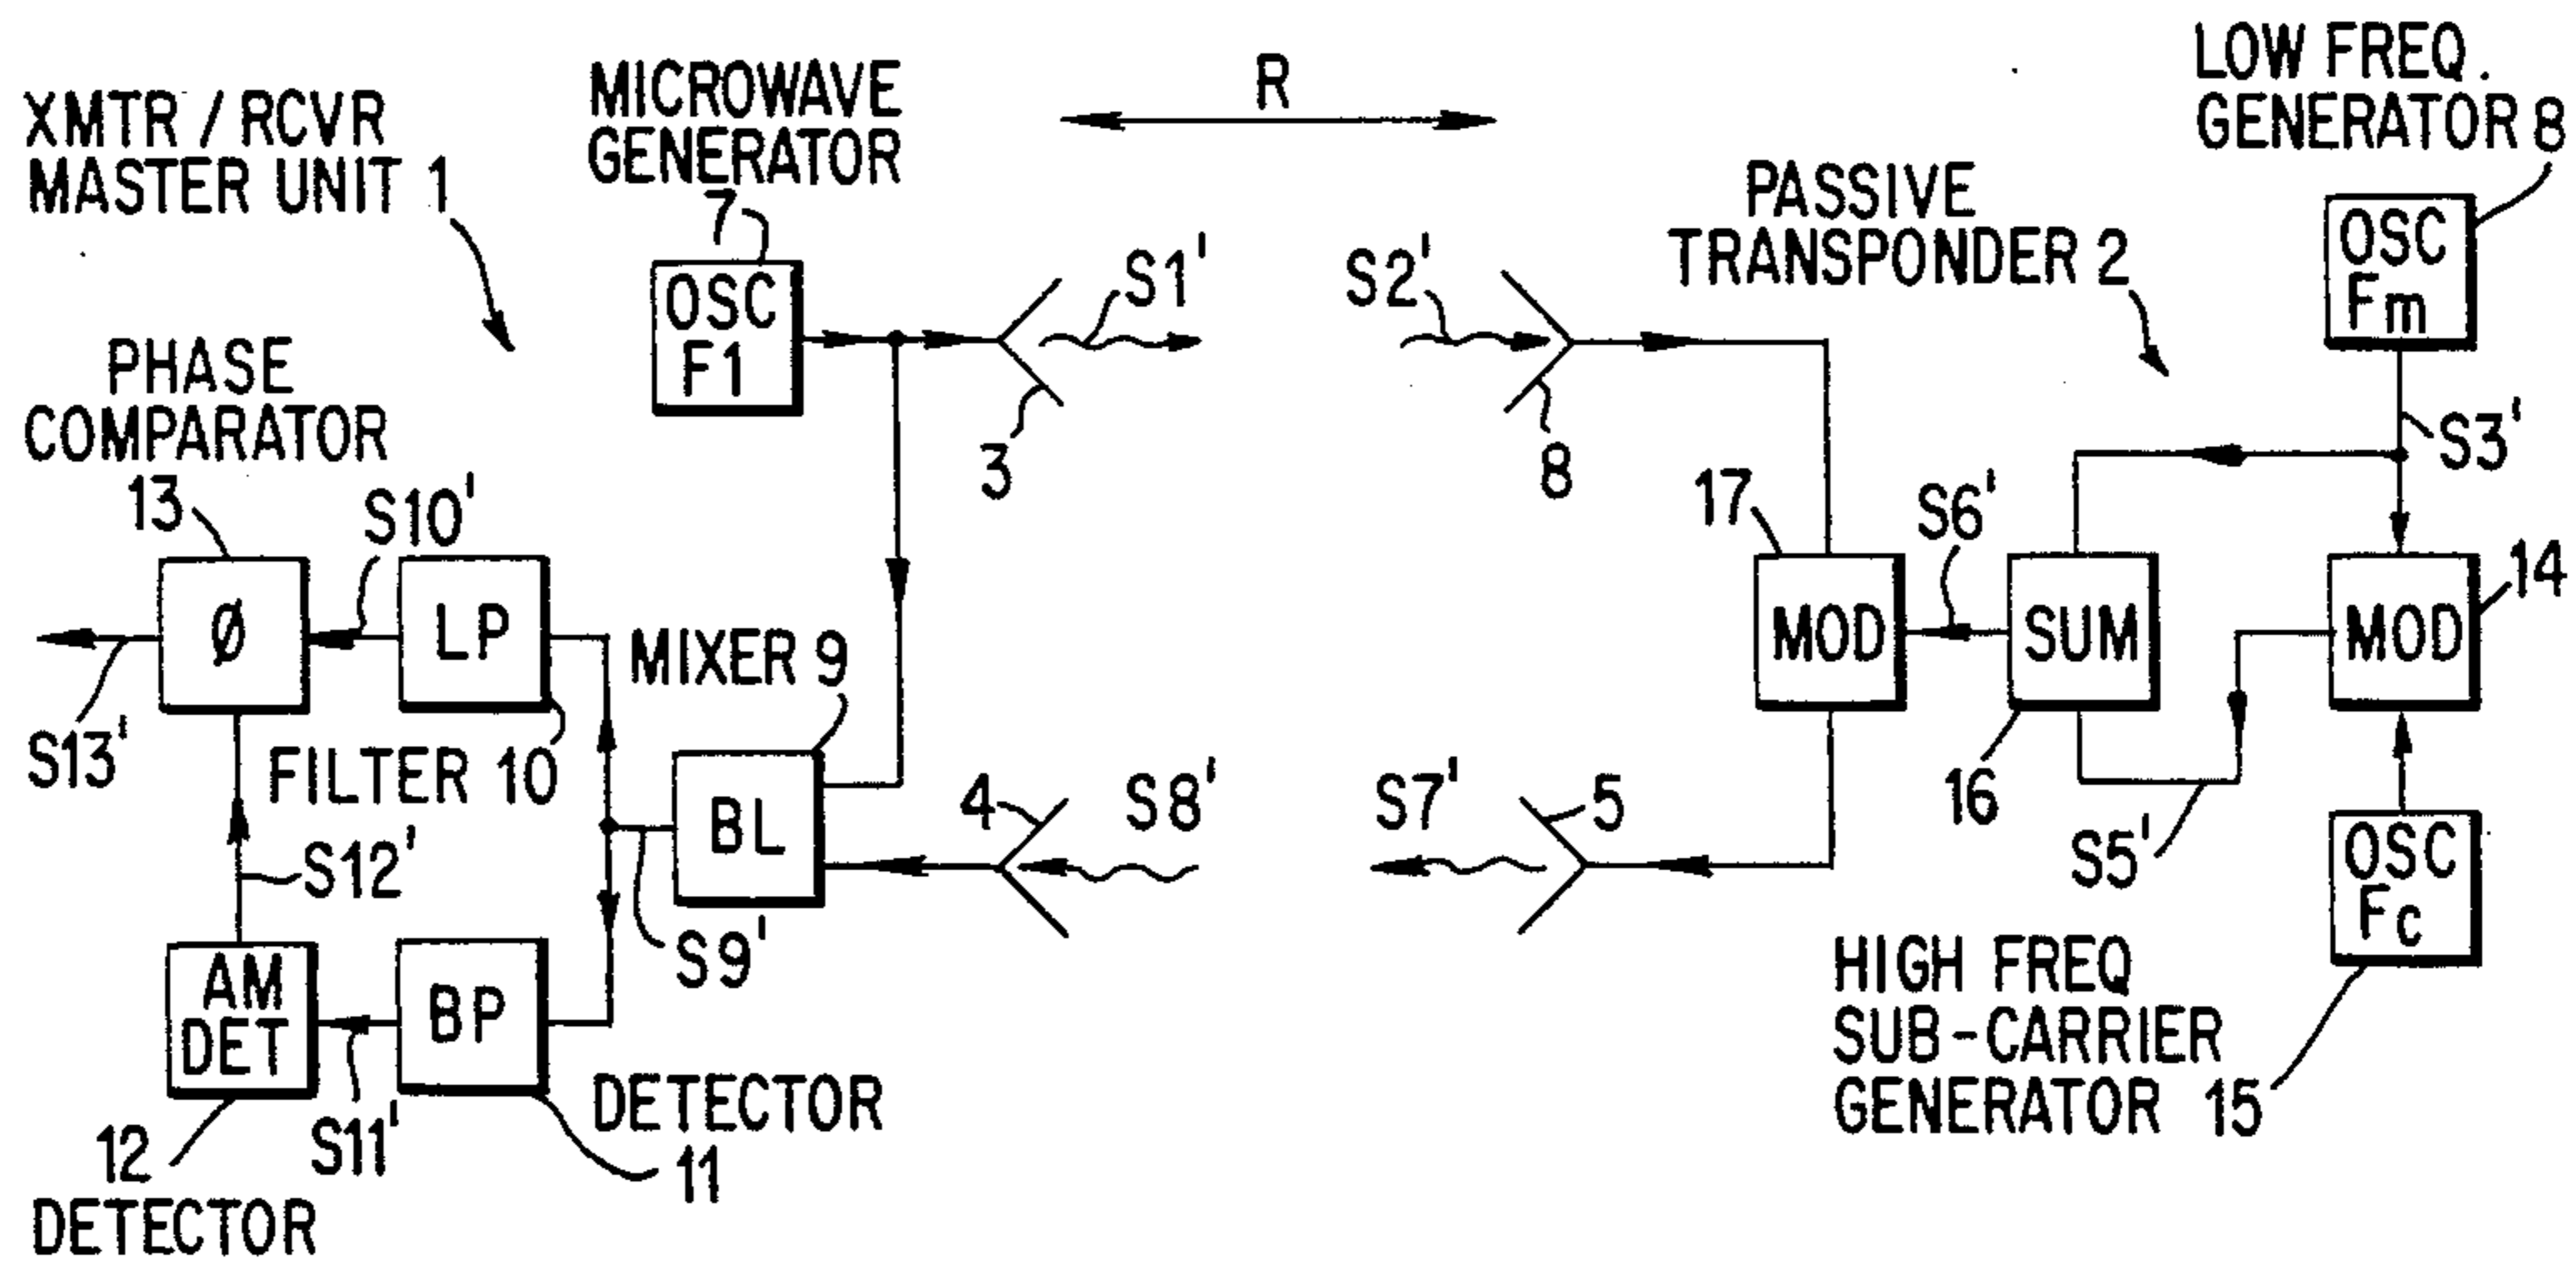 XMTR / RCVR
MASTER UNIT 1
MICROWAVE
GENERATOR
7
OSC
F1
R
LOW FREQ.
GENERATOR 8
OSC
Fm
PASSIVE
TRANSPONDER 2
S1'
S2'
3
8
S3'
PHASE
COMPARATOR
13
S10'
Ø
LP
MIXER 9
17
S6'
MOD
SUM
MOD
14
S13'
FILTER 10
BL
4
S8'
S7'
5
16
S5'
OSC
Fc
S12'
S9'
AM
DET
BP
S11'
12
DETECTOR
DETECTOR
11
HIGH FREQ
SUB-CARRIER
GENERATOR 15